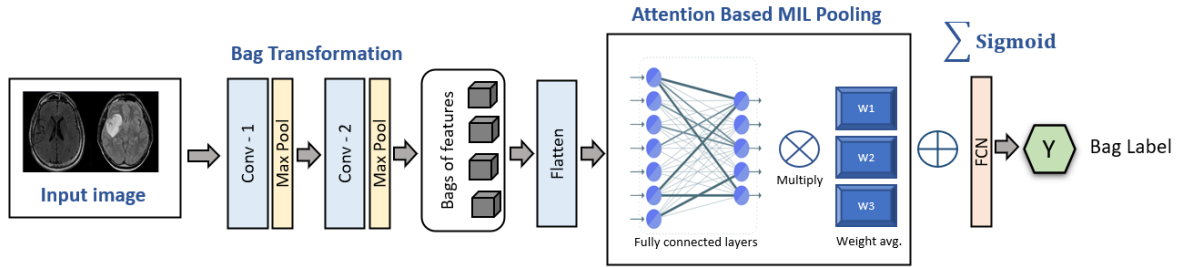 Attention Based MIL Pooling
Bag Transformation
∑ Sigmoid
Input image
Conv - 1
Max Pool
Conv - 2
Max Pool
Bags of features
Flatten
Fully connected layers
Multiply
W1
W2
W3
Weight avg.
FCN
Y
Bag Label